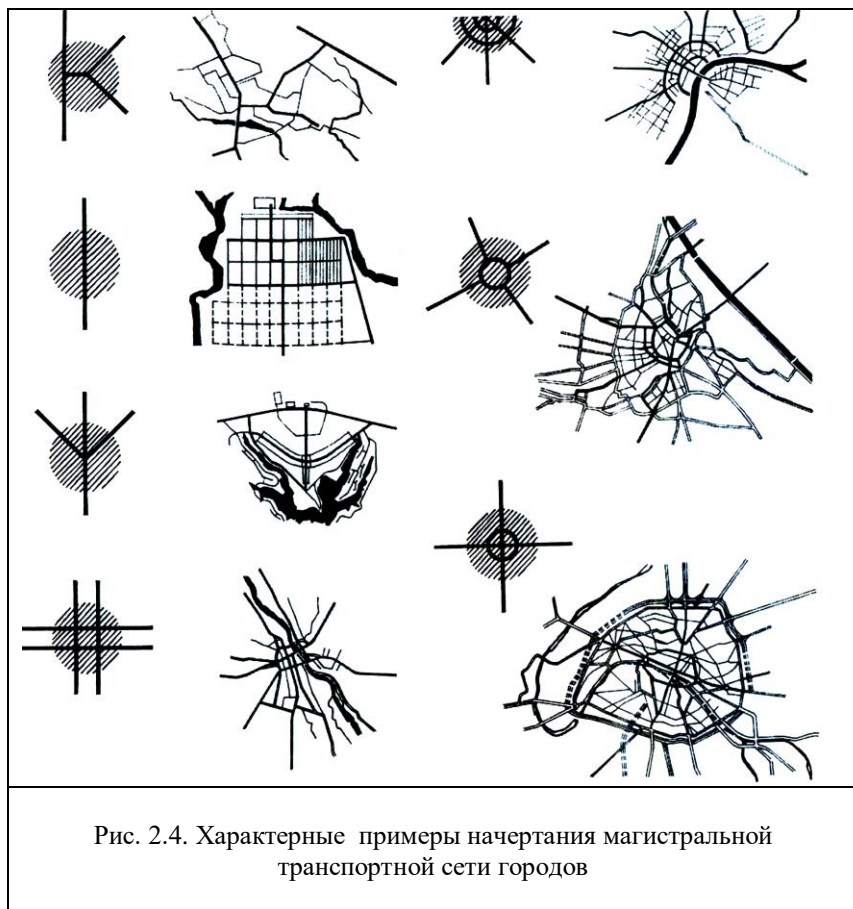 Рис. 2.4. Характерные примеры начертания магистральной
транспортной сети городов